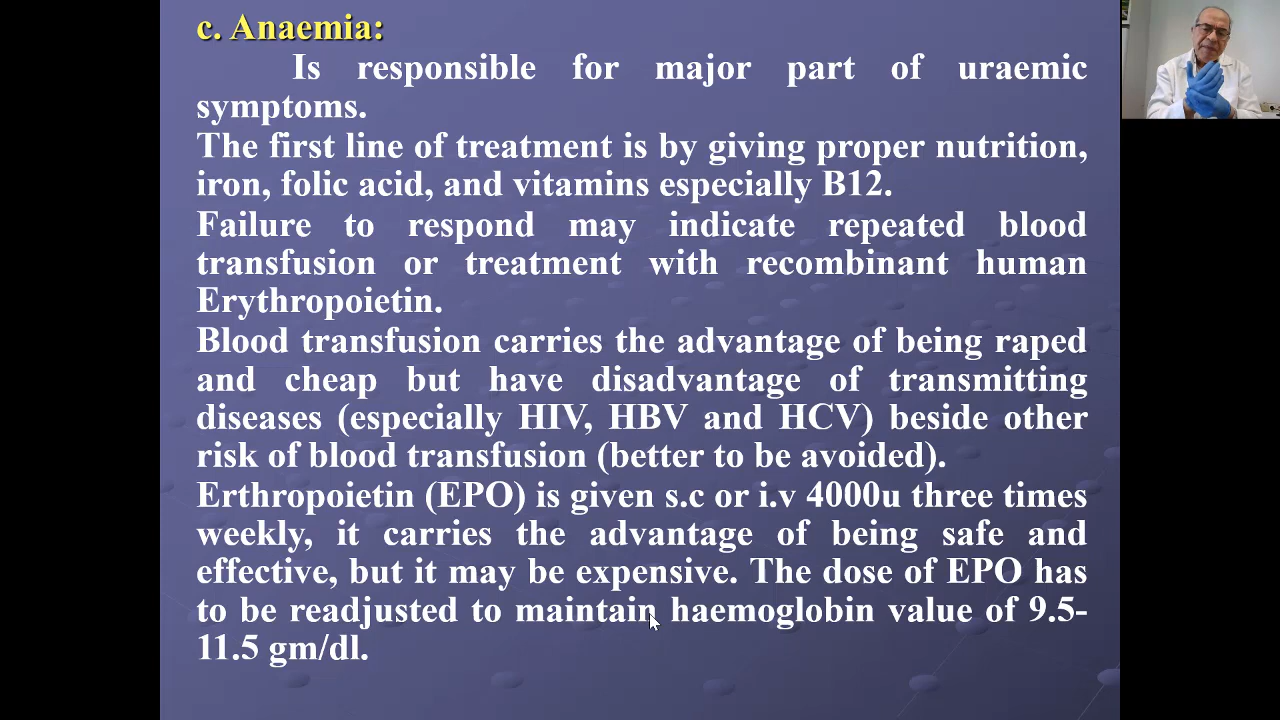 c. Anaemia:
Is responsible for major part of uraemic
symptoms.
The first line of treatment is by giving proper nutrition,
iron, folic acid, and vitamins especially B12.
Failure to respond may indicate repeated blood
transfusion or treatment with recombinant human
Erythropoietin.
Blood transfusion carries the advantage of being raped
and cheap but have disadvantage of transmitting
diseases (especially HIV, HBV and HCV) beside other
risk of blood transfusion (better to be avoided).
Erthropoietin (EPO) is given s.c or i.v 4000u three times
weekly, it carries the advantage of being safe and
effective, but it may be expensive. The dose of EPO has
to be readjusted to maintain haemoglobin value of 9.5-
11.5 gm/dl.